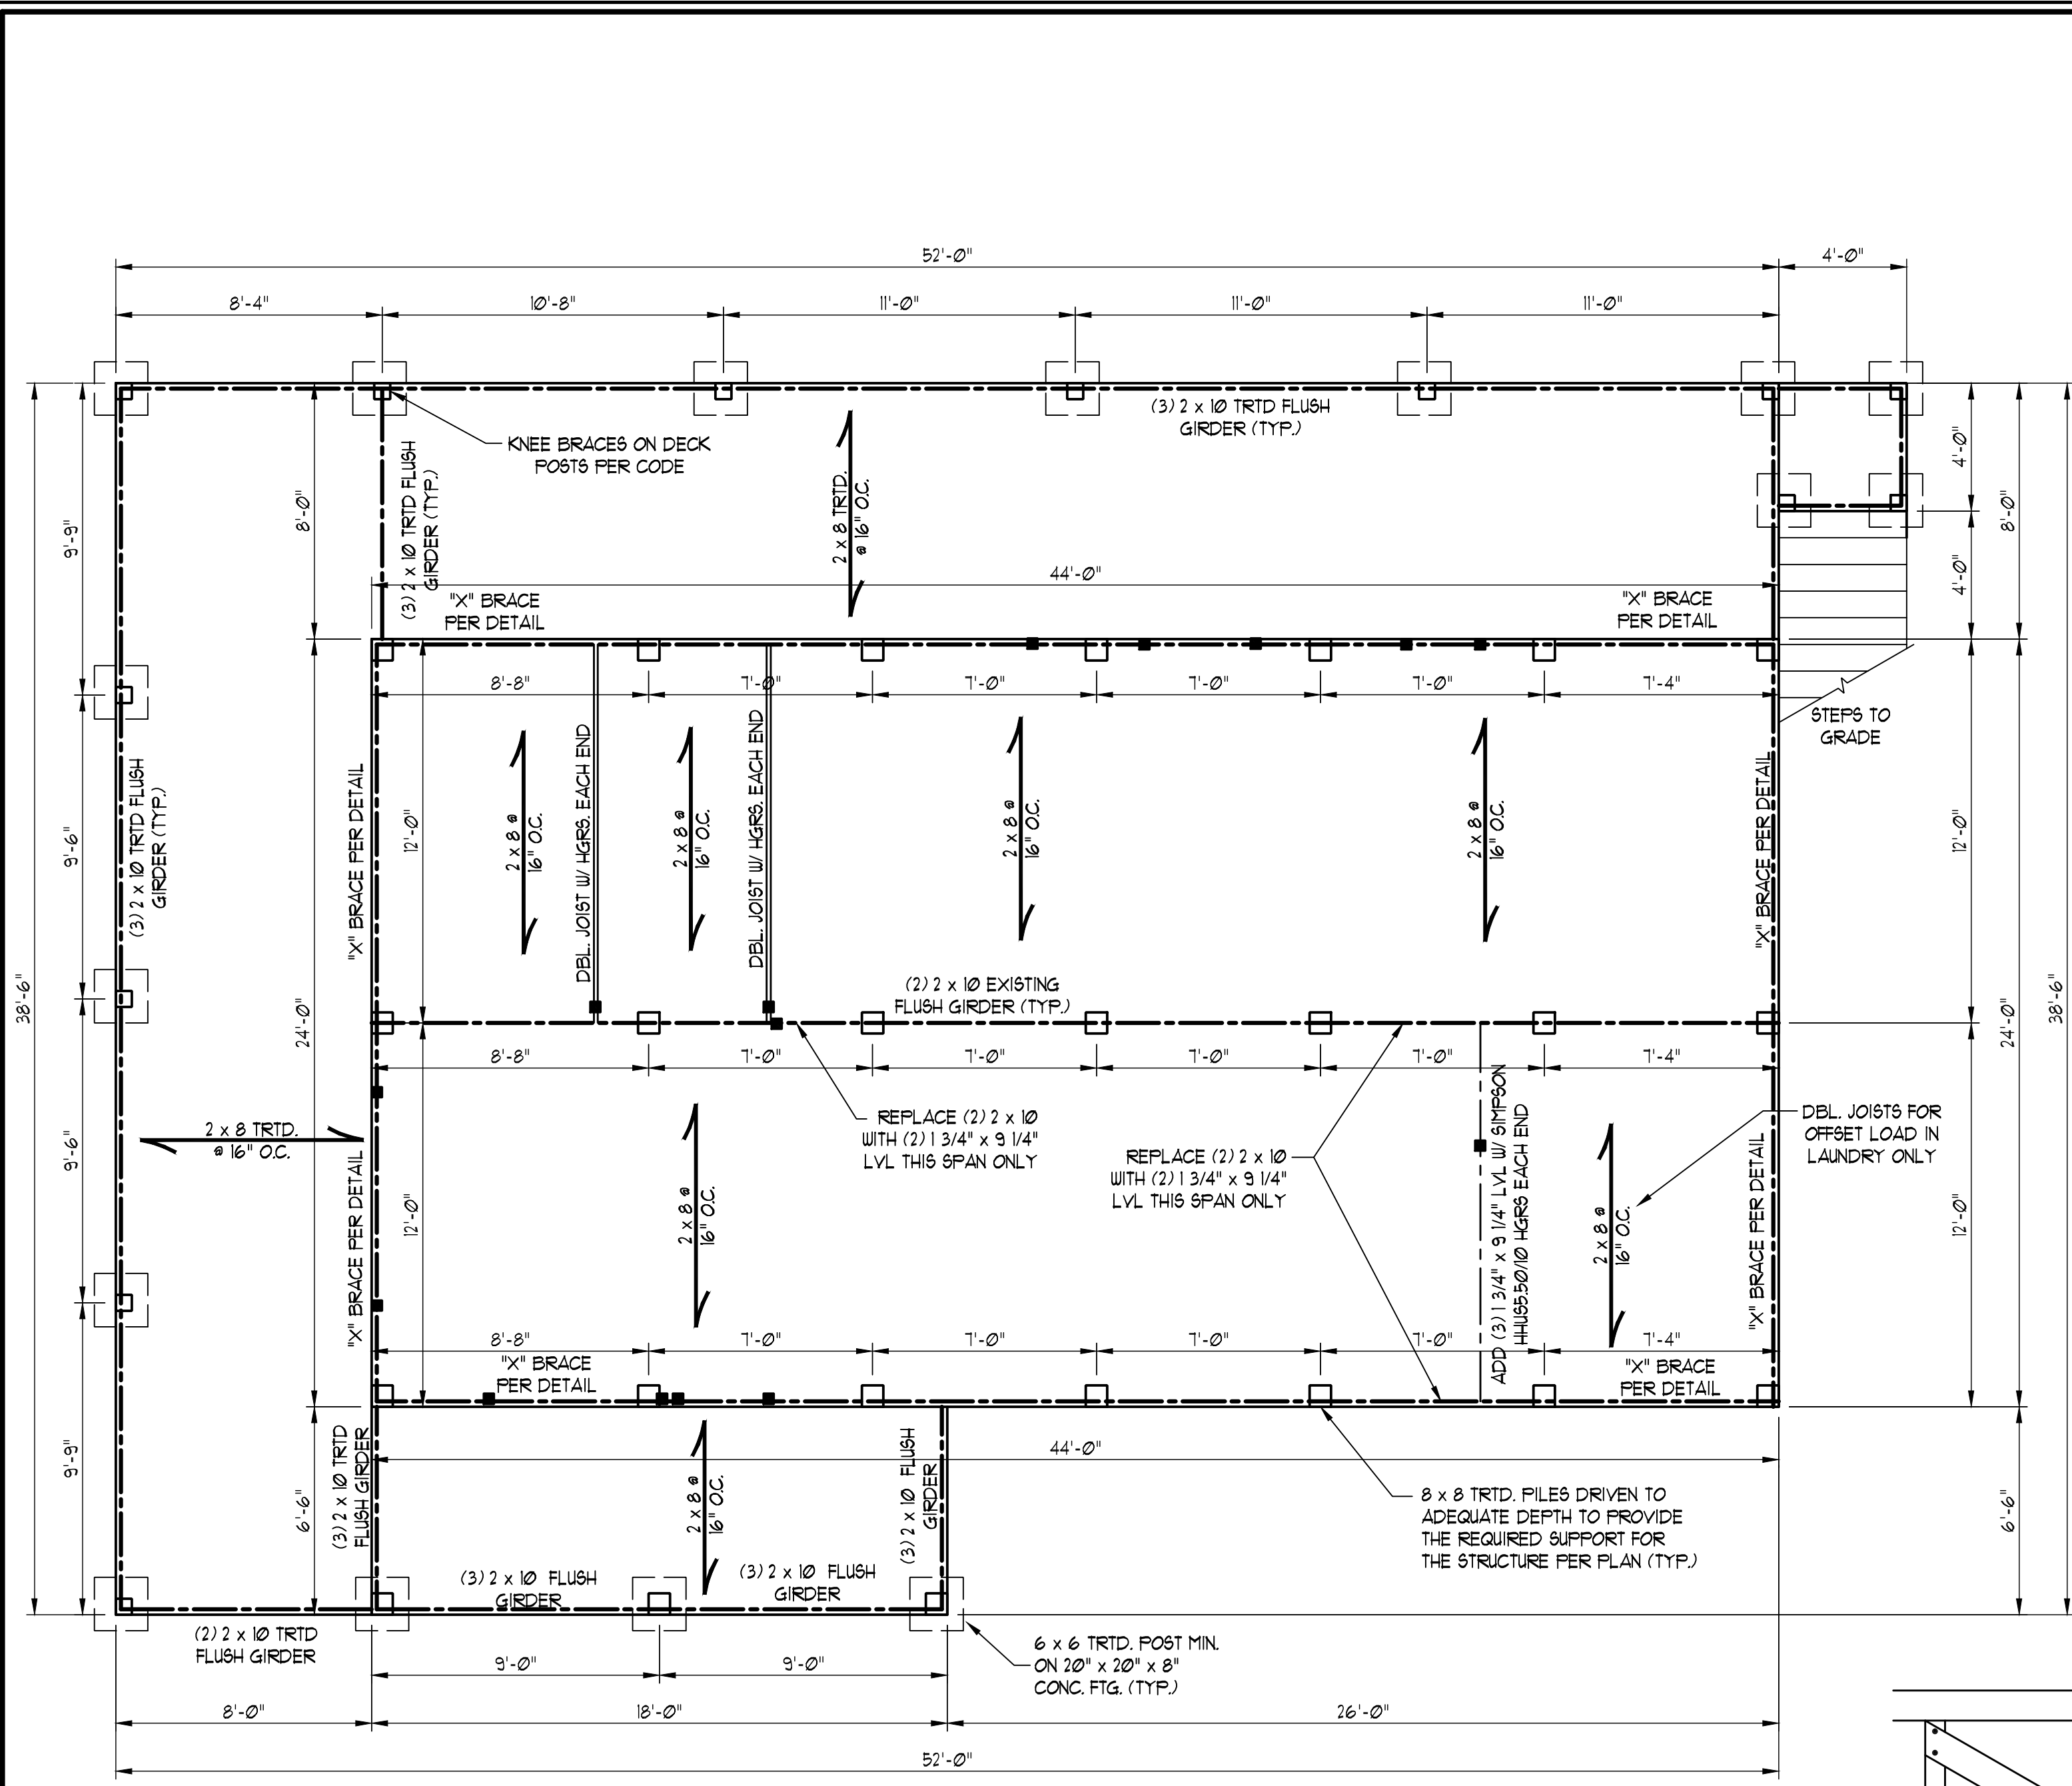 52'-0"
4'-0"
8'-4"
10'-8"
11'-0"
11'-0"
11'-0"
(3) 2 x 10 TRTD FLUSH
GIRDER (TYP.)
KNEE BRACES ON DECK
POSTS PER CODE
(3) 2 x 10 TRTD FLUSH
GIRDER (TYP.)
2 x 8 TRTD.
@ 16" O.C.
9'-9"
8'-0"
4'-0"
8'-0"
4'-0"
44'-0"
"X" BRACE
PER DETAIL
"X" BRACE
PER DETAIL
8'-8"
7'-0"
7'-0"
7'-0"
7'-0"
7'-4"
STEPS TO
GRADE
(3) 2 x 10 TRTD FLUSH
GIRDER (TYP.)
9'-6"
"X" BRACE PER DETAIL
12'-0"
2 x 8 @
16" O.C.
DBL. JOIST W/ HGRS. EACH END
2 x 8 @
16" O.C.
DBL. JOIST W/ HGRS. EACH END
2 x 8 @
16" O.C.
2 x 8 @
16" O.C.
"X" BRACE PER DETAIL
12'-0"
38'-6"
24'-0"
(2) 2 x 10 EXISTING
FLUSH GIRDER (TYP.)
24'-0"
38'-6"
8'-8"
7'-0"
7'-0"
7'-0"
7'-0"
7'-4"
9'-6"
2 x 8 TRTD.
@ 16" O.C.
"X" BRACE PER DETAIL
12'-0"
2 x 8 @
16" O.C.
REPLACE (2) 2 x 10
WITH (2) 1 3/4" x 9 1/4"
LVL THIS SPAN ONLY
REPLACE (2) 2 x 10
WITH (2) 1 3/4" x 9 1/4"
LVL THIS SPAN ONLY
ADD (3) 1 3/4" x 9 1/4" LVL W/ SIMPSON
HHUS5.50/10 HGRS EACH END
2 x 8 @
16" O.C.
DBL. JOISTS FOR
OFFSET LOAD IN
LAUNDRY ONLY
"X" BRACE PER DETAIL
12'-0"
8'-8"
7'-0"
7'-0"
7'-0"
7'-0"
7'-4"
"X" BRACE
PER DETAIL
"X" BRACE
PER DETAIL
9'-9"
6'-6"
(3) 2 x 10 TRTD
FLUSH GIRDER
2 x 8 @
16" O.C.
(3) 2 x 10 FLUSH
GIRDER
44'-0"
6'-6"
8 x 8 TRTD. PILES DRIVEN TO
ADEQUATE DEPTH TO PROVIDE
THE REQUIRED SUPPORT FOR
THE STRUCTURE PER PLAN (TYP.)
(3) 2 x 10 FLUSH
GIRDER
(3) 2 x 10 FLUSH
GIRDER
(2) 2 x 10 TRTD
FLUSH GIRDER
6 x 6 TRTD. POST MIN.
ON 20" x 20" x 8"
CONC. FTG. (TYP.)
9'-0"
9'-0"
8'-0"
18'-0"
26'-0"
52'-0"